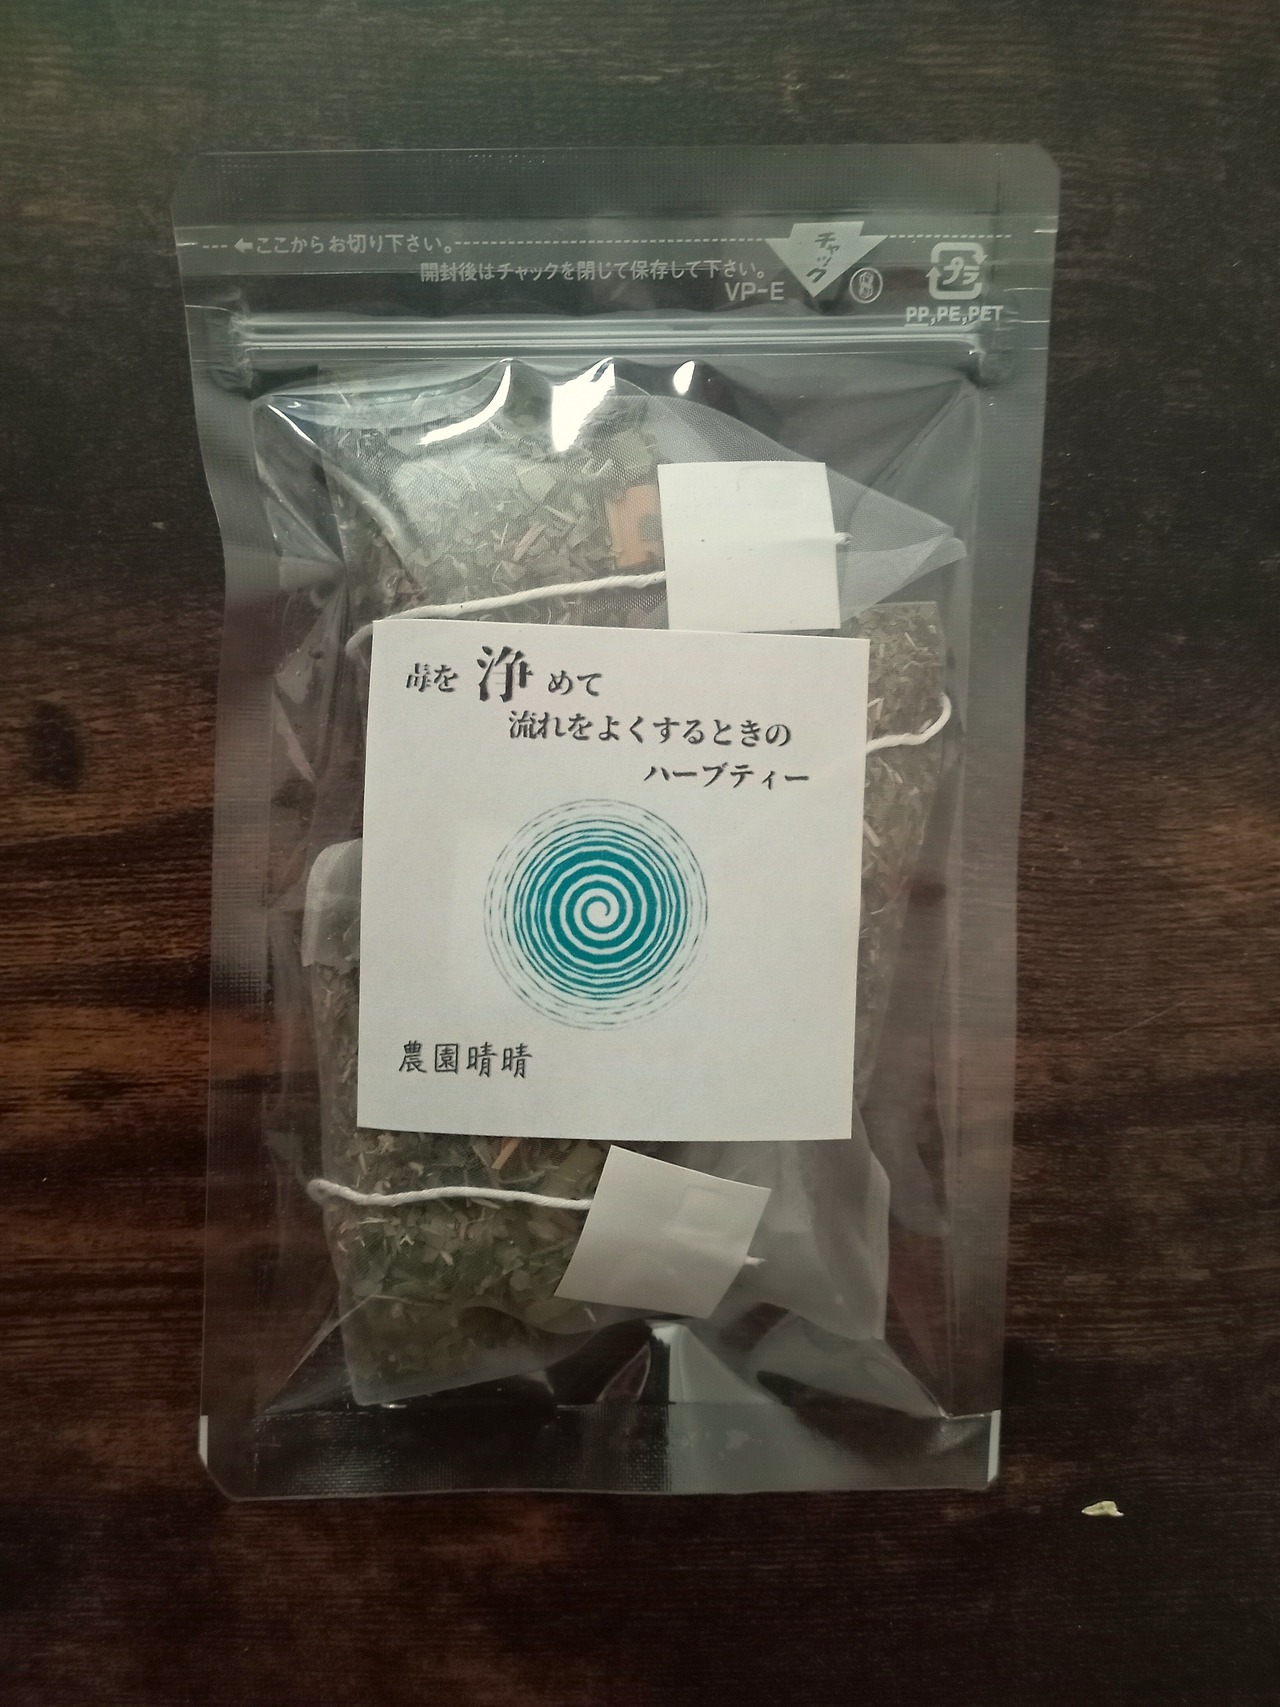 ←ここからお切り下さい。
チャック
開封後はチャックを閉じて保存して下さい。
VP-E
プラ
PP,PE,PET
毒を 浄 めて
流れをよくするときの
ハーブティー
農園晴晴